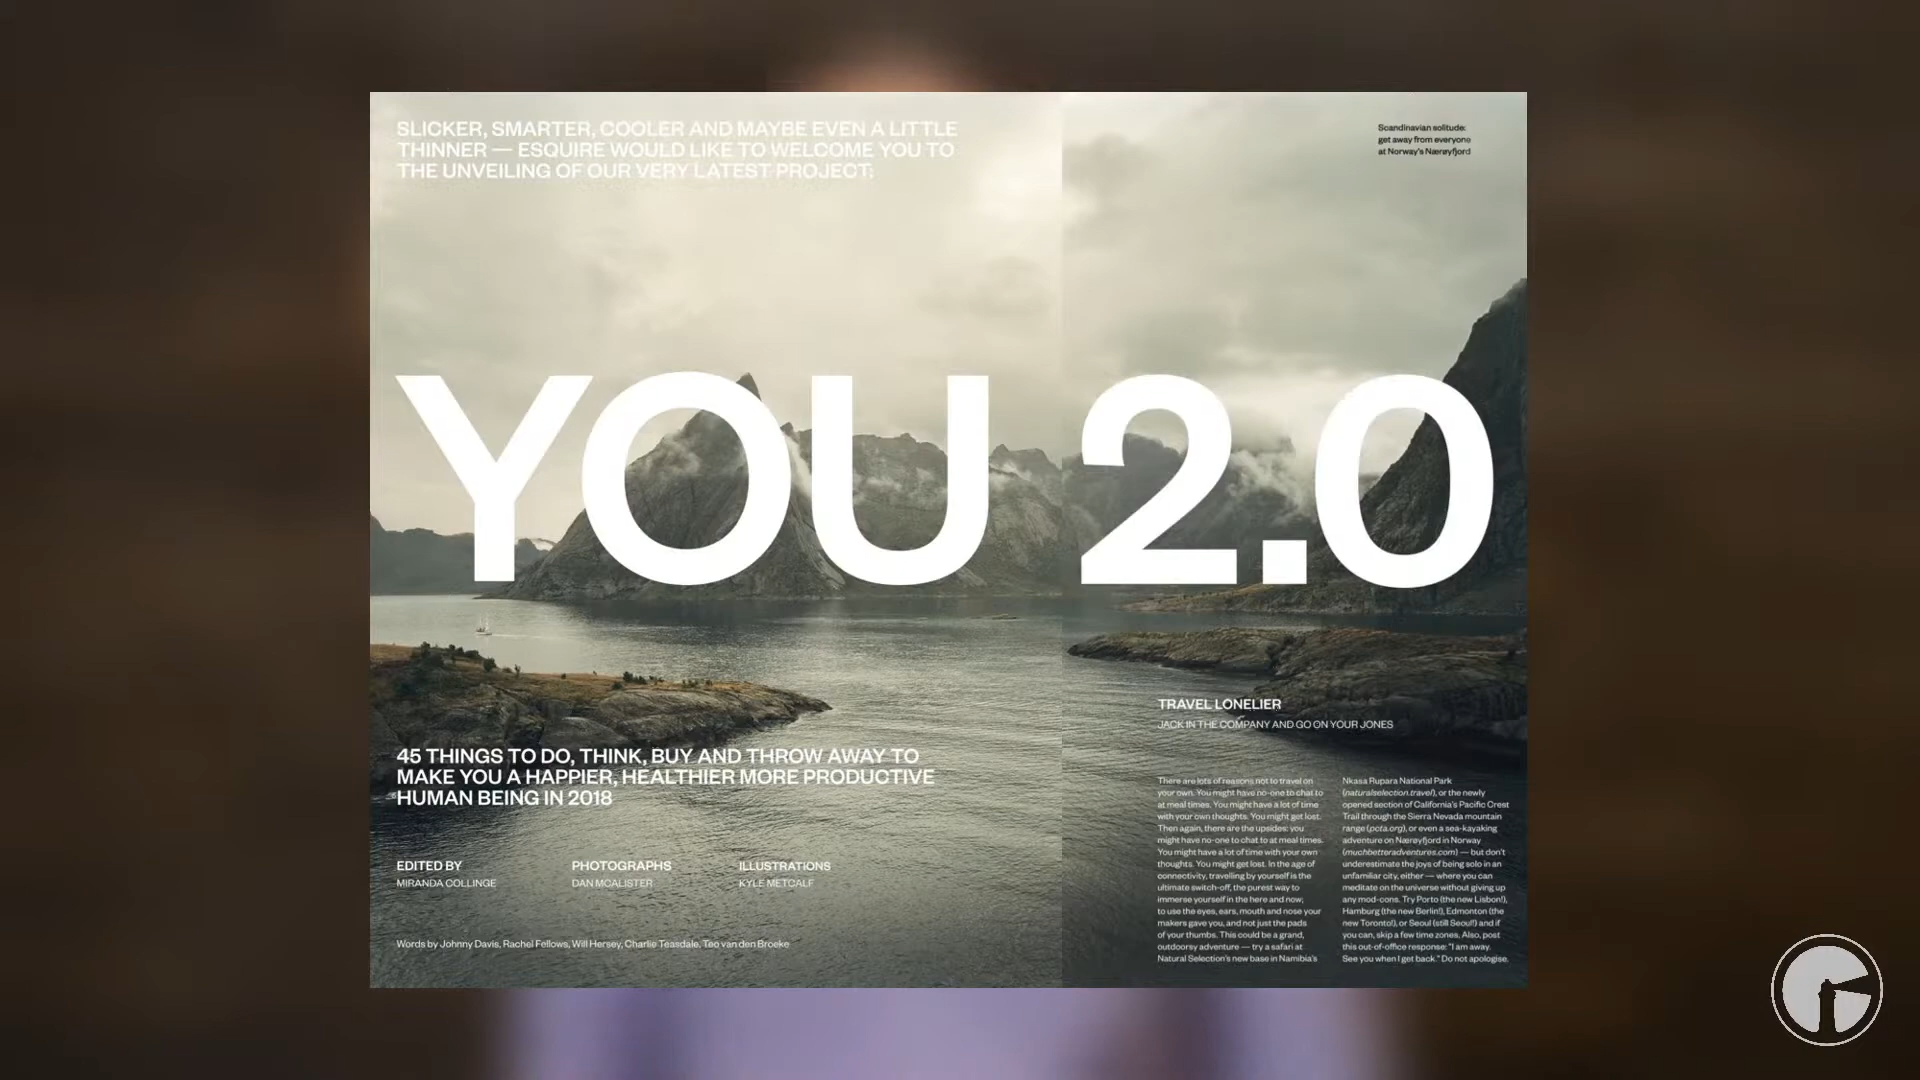 SLICKER, SMARTER, COOLER AND MAYBE EVEN A LITTLE
THINNER — ESQUIRE WOULD LIKE TO WELCOME YOU TO
THE UNVEILING OF OUR VERY LATEST PROJECT:
Scandinavian solitude:
get away from everyone
at Norway's Nærøyfjord
YOU 2.0
45 THINGS TO DO, THINK, BUY AND THROW AWAY TO
MAKE YOU A HAPPIER, HEALTHIER MORE PRODUCTIVE
HUMAN BEING IN 2018
EDITED BY
MIRANDA COLLINGE
PHOTOGRAPHS
DAN MCALISTER
ILLUSTRATIONS
KYLE METCALF
Words by Johnny Davis, Rachel Fellows, Will Hersey, Charlie Teasdale, Teo van den Broeke
TRAVEL LONELIER
JACK IN THE COMPANY AND GO ON YOUR JONES
There are lots of reasons not to travel on
your own. You might have no-one to chat to
at meal times. You might have a lot of time
with your own thoughts. You might get lost.
Then again, there are the upsides: you
might have no-one to chat to at meal times.
You might have a lot of time with your own
thoughts. You might get lost. In the age of
connectivity, travelling by yourself is the
ultimate switch-off, the purest way to
immerse yourself in the here and now;
to use the eyes, ears, mouth and nose your
makers gave you, and not just the pads
of your thumbs. This could be a grand,
outdoorsy adventure — try a safari at
Natural Selection's new base in Namibia's
Nkasa Rupara National Park
(naturalselection.travel), or the newly
opened section of California's Pacific Crest
Trail through the Sierra Nevada mountain
range (pcta.org), or even a sea-kayaking
adventure on Nærøyfjord in Norway
(muchbetteradventures.com) — but don't
underestimate the joys of being solo in an
unfamiliar city, either — where you can
meditate on the universe without giving up
any mod-cons. Try Porto (the new Lisbon!),
Hamburg (the new Berlin!), Edmonton (the
new Toronto!), or Seoul (still Seoul!) and if
you can, skip a few time zones. Also, post
this out-of-office response: "I am away.
See you when I get back." Do not apologise.